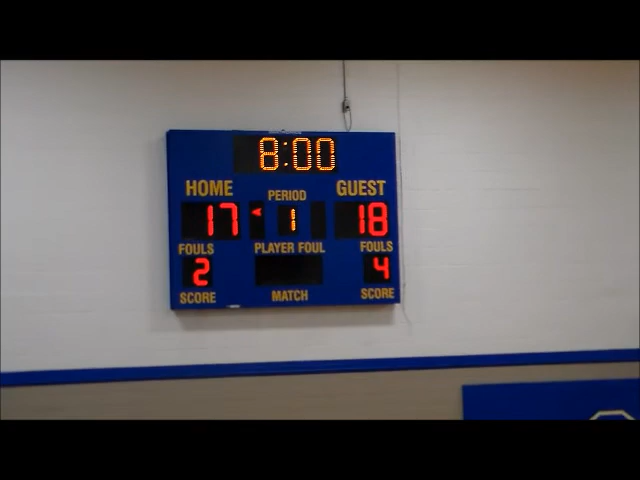 8:00
HOME PERIOD GUEST
17 1 18
FOULS PLAYER FOUL FOULS
2 4
SCORE MATCH SCORE